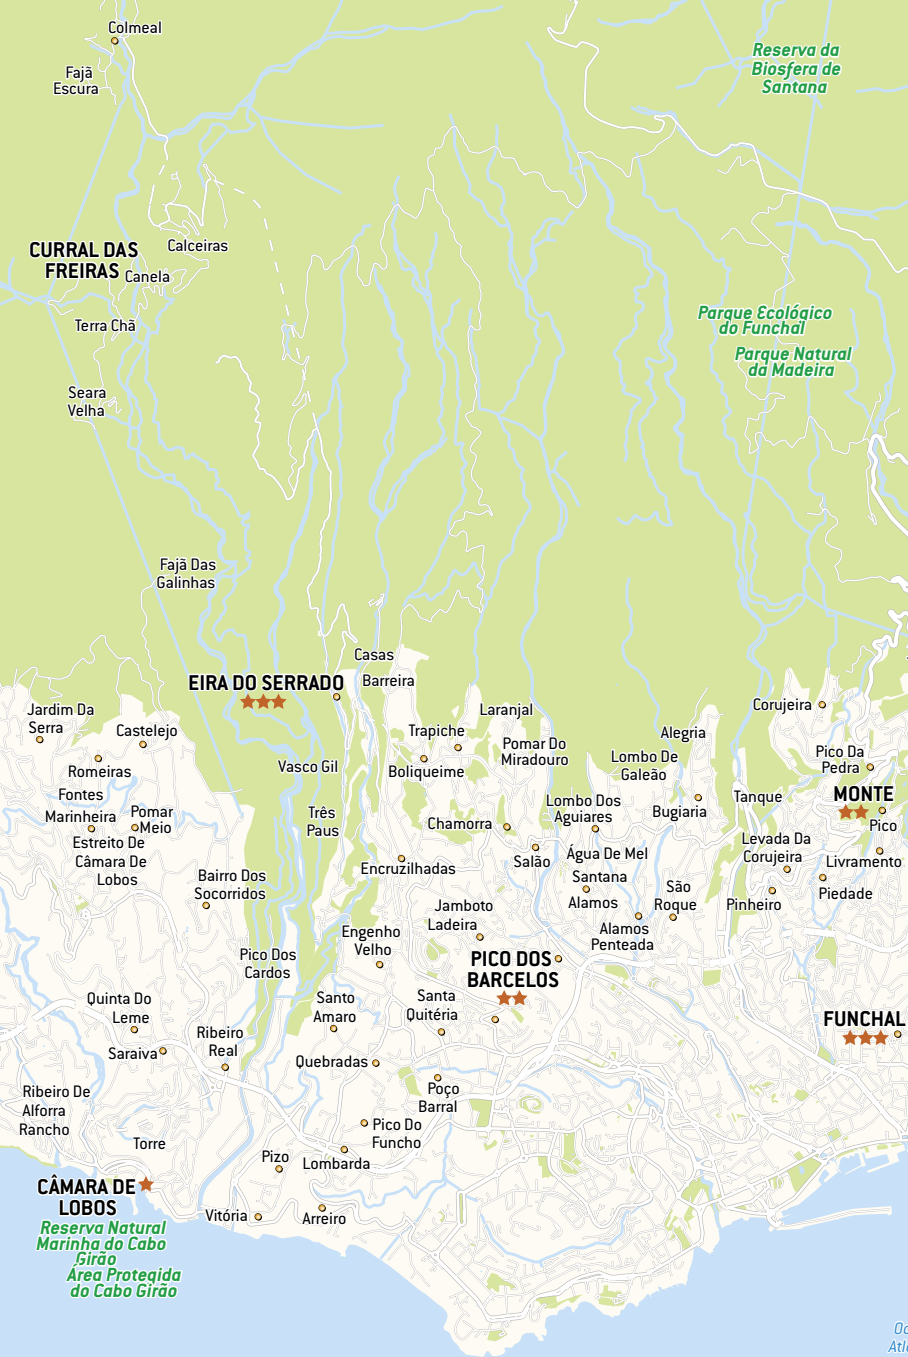 Colmeal
Reserva da
Biosfera de
Santana
Fajã
Escura
Calceiras
CURRAL DAS
FREIRAS
Canela
Terra Chã
Parque Ecológico
do Funchal
Parque Natural
da Madeira
Seara
Velha
Fajã Das
Galinhas
Casas
Barreira
EIRA DO SERRADO
Jardim Da
Serra
Castelejo
Laranjal
Corujeira
Trapiche
Alegria
Pomar Do
Miradouro
Pico Da
Pedra
Romeiras
Vasco Gil
Boliqueime
Lombo De
Galeão
Fontes
Tanque
MONTE
Marinheira
Pomar
Meio
Três
Paus
Chamorra
Lombo Dos
Aguiares
Bugiaria
Pico
Estreito De
Câmara De
Lobos
Levada Da
Corujeira
Encruzilhadas
Salão
Água De Mel
Livramento
Bairro Dos
Socorridos
Santana
Alamos
São
Roque
Piedade
Pinheiro
Jamboto
Ladeira
Engenho
Velho
Alamos
Penteada
Pico Dos
Cardos
PICO DOS
BARCELOS
Quinta Do
Leme
Santo
Amaro
Santa
Quitéria
FUNCHAL
Ribeiro
Real
Saraiva
Quebradas
Ribeiro De
Alforra
Rancho
Poço
Barral
Torre
Pico Do
Funcho
Pizo
Lombarda
CÂMARA DE
LOBOS
Vitória
Arreiro
Reserva Natural
Marinha do Cabo
Girão
Área Protegida
do Cabo Girão